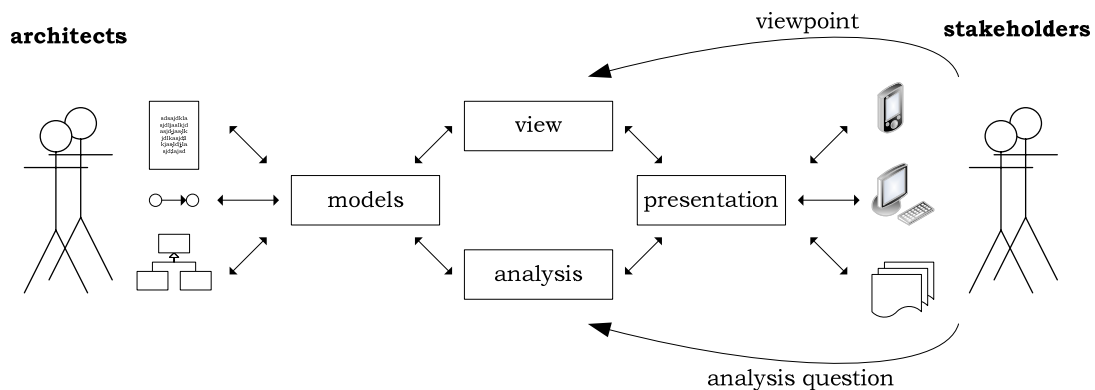 viewpoint
architects
stakeholders
view
models
presentation
analysis
analysis question